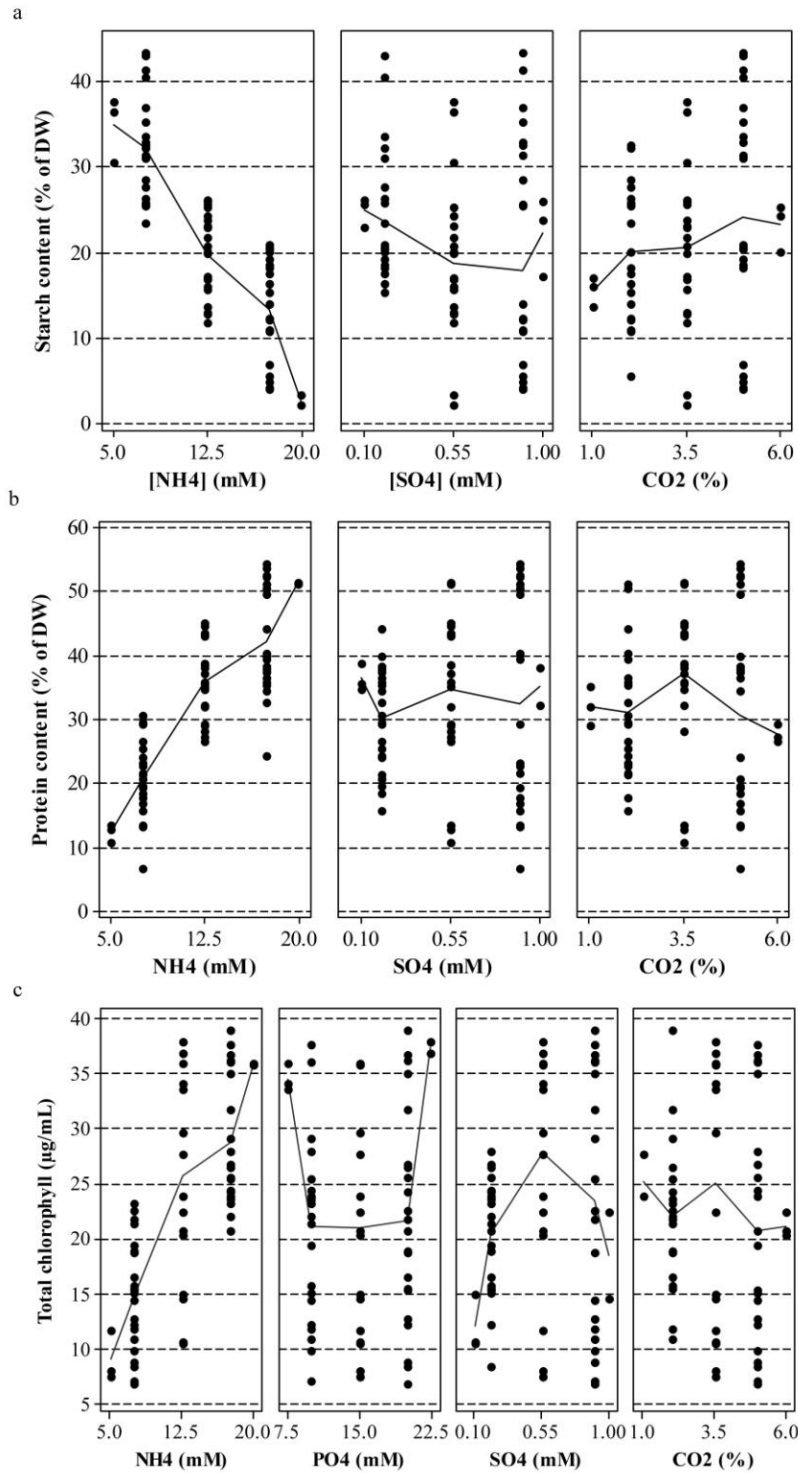 a
Starch content (% of DW)
40
30
20
10
0
5.0 12.5 20.0 0.10 0.55 1.00 1.0 3.5 6.0
[NH4] (mM) [SO4] (mM) CO2 (%)
b
Protein content (% of DW)
60
50
40
30
20
10
0
5.0 12.5 20.0 0.10 0.55 1.00 1.0 3.5 6.0
NH4 (mM) SO4 (mM) CO2 (%)
c
Total chlorophyll (µg/mL)
40
35
30
25
20
15
10
5
5.0 12.5 20.0 7.5 15.0 22.5 0.10 0.55 1.00 1.0 3.5 6.0
NH4 (mM) PO4 (mM) SO4 (mM) CO2 (%)